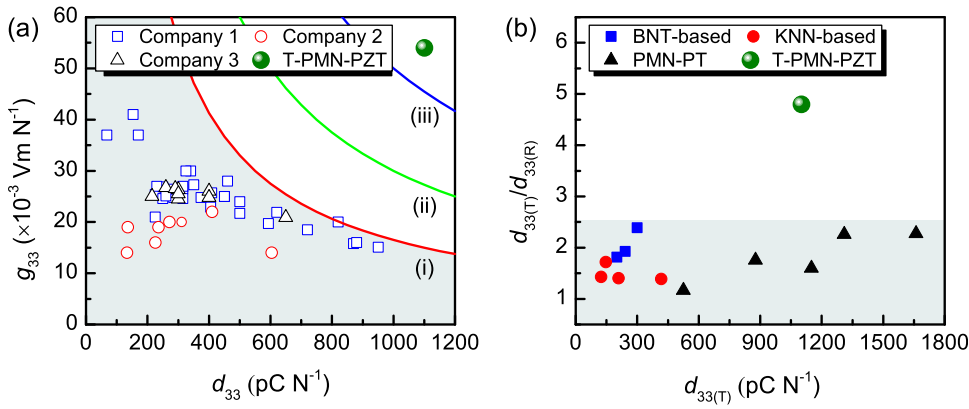 (a)
Company 1 Company 2
Company 3 T-PMN-PZT
60
50
40
30
20
10
0
g33 (×10-3 Vm N-1)
(iii)
(ii)
(i)
0 200 400 600 800 1000 1200
d33 (pC N-1)
(b)
BNT-based KNN-based
PMN-PT T-PMN-PZT
6
5
4
3
2
1
d33(T)/d33(R)
0 300 600 900 1200 1500 1800
d33(T) (pC N-1)